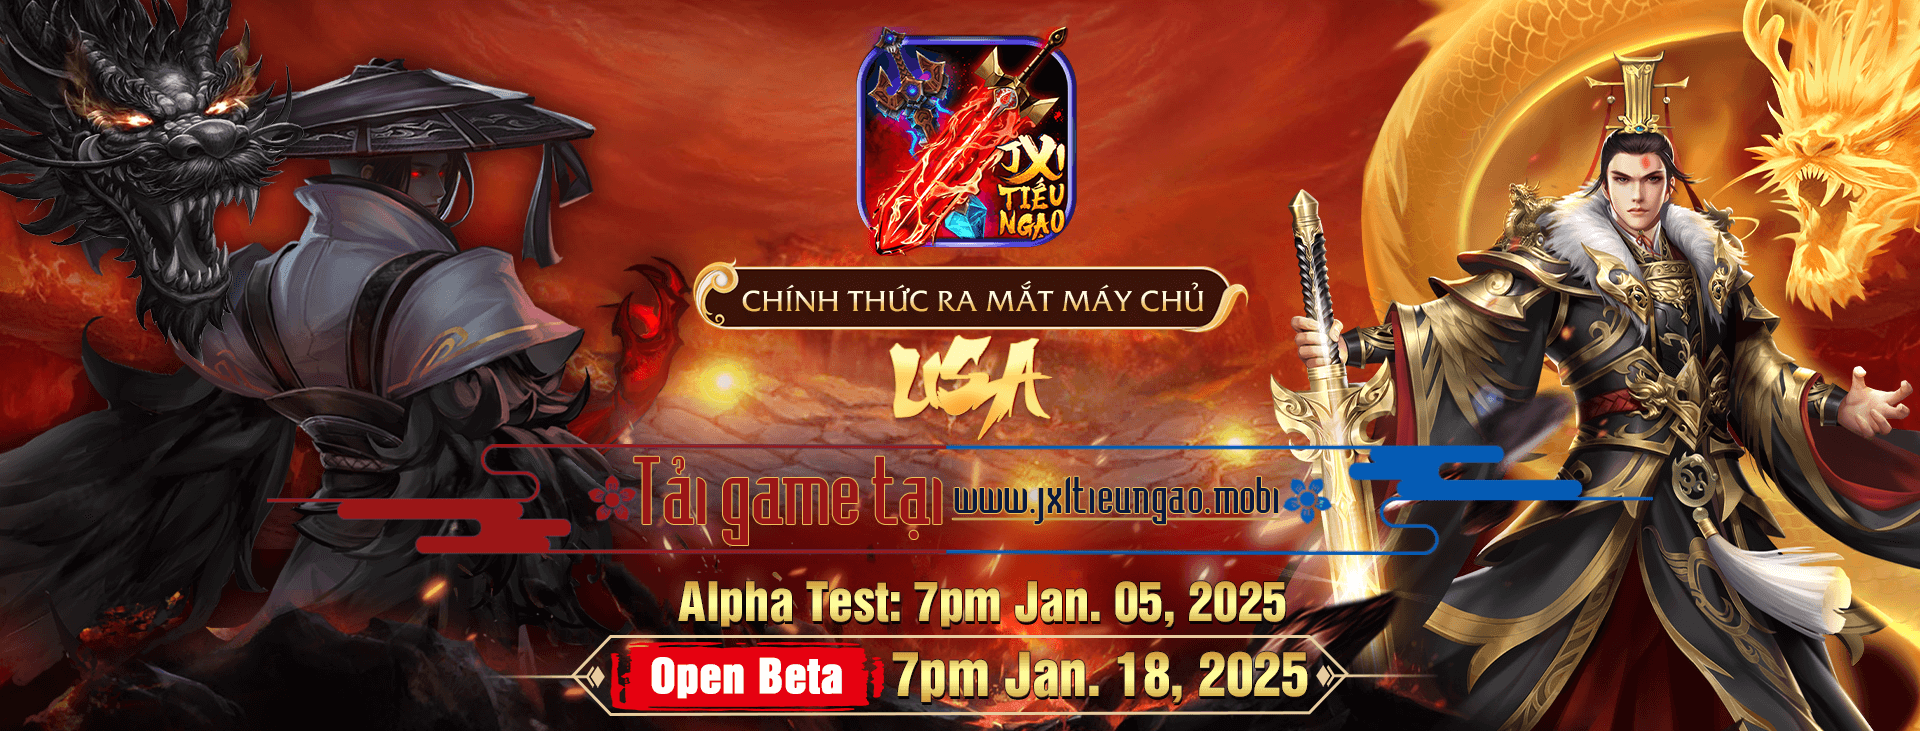 JX1
TIẾU
NGẠO
CHÍNH THỨC RA MẮT MÁY CHỦ
USA
Tải game tại www.jx1tieungao.mobi
Alpha Test: 7pm Jan. 05, 2025
Open Beta 7pm Jan. 18, 2025